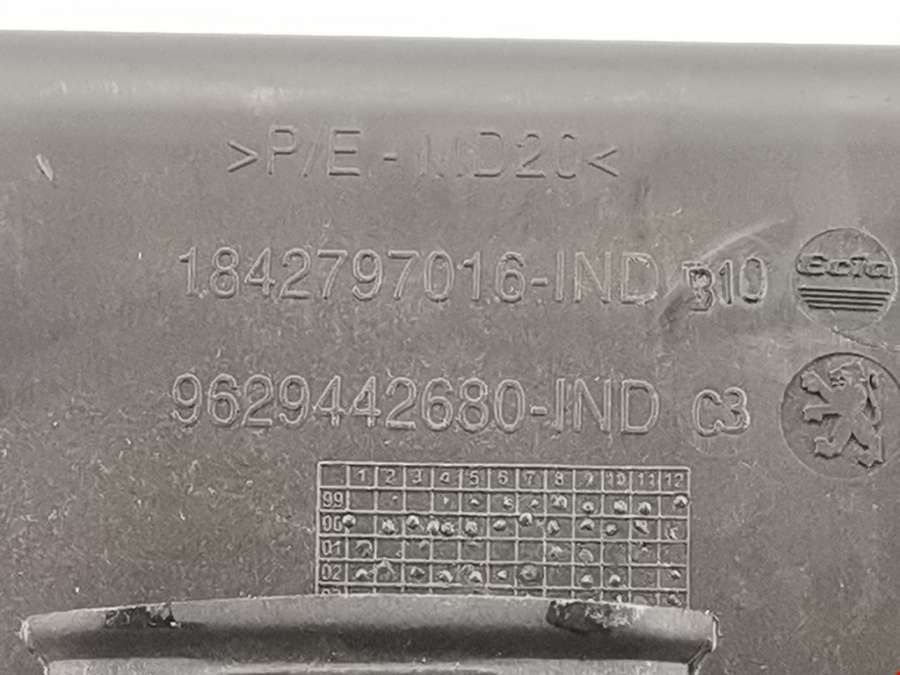 >P/E - MD20<
1842797016-IND B10
Ecia
9629442680-IND C3
1 2 3 4 5 6 7 8 9 10 11 12
99
00
01
02